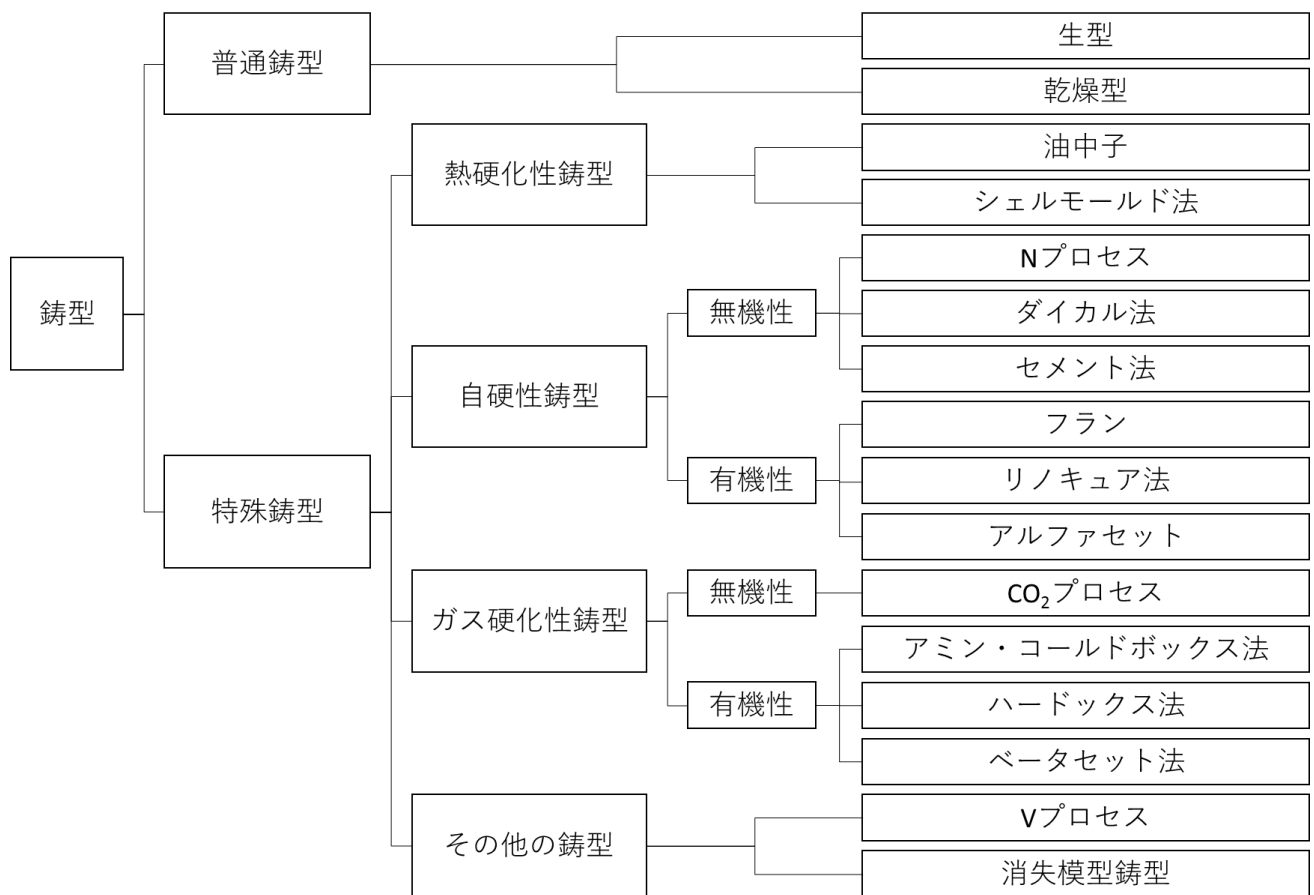 鋳型
普通鋳型
生型
乾燥型
特殊鋳型
熱硬化性鋳型
油中子
シェルモールド法
自硬性鋳型
無機性
Nプロセス
ダイカル法
セメント法
有機性
フラン
リノキュア法
アルファセット
ガス硬化性鋳型
無機性
CO₂プロセス
有機性
アミン・コールドボックス法
ハードックス法
ベータセット法
その他の鋳型
Vプロセス
消失模型鋳型